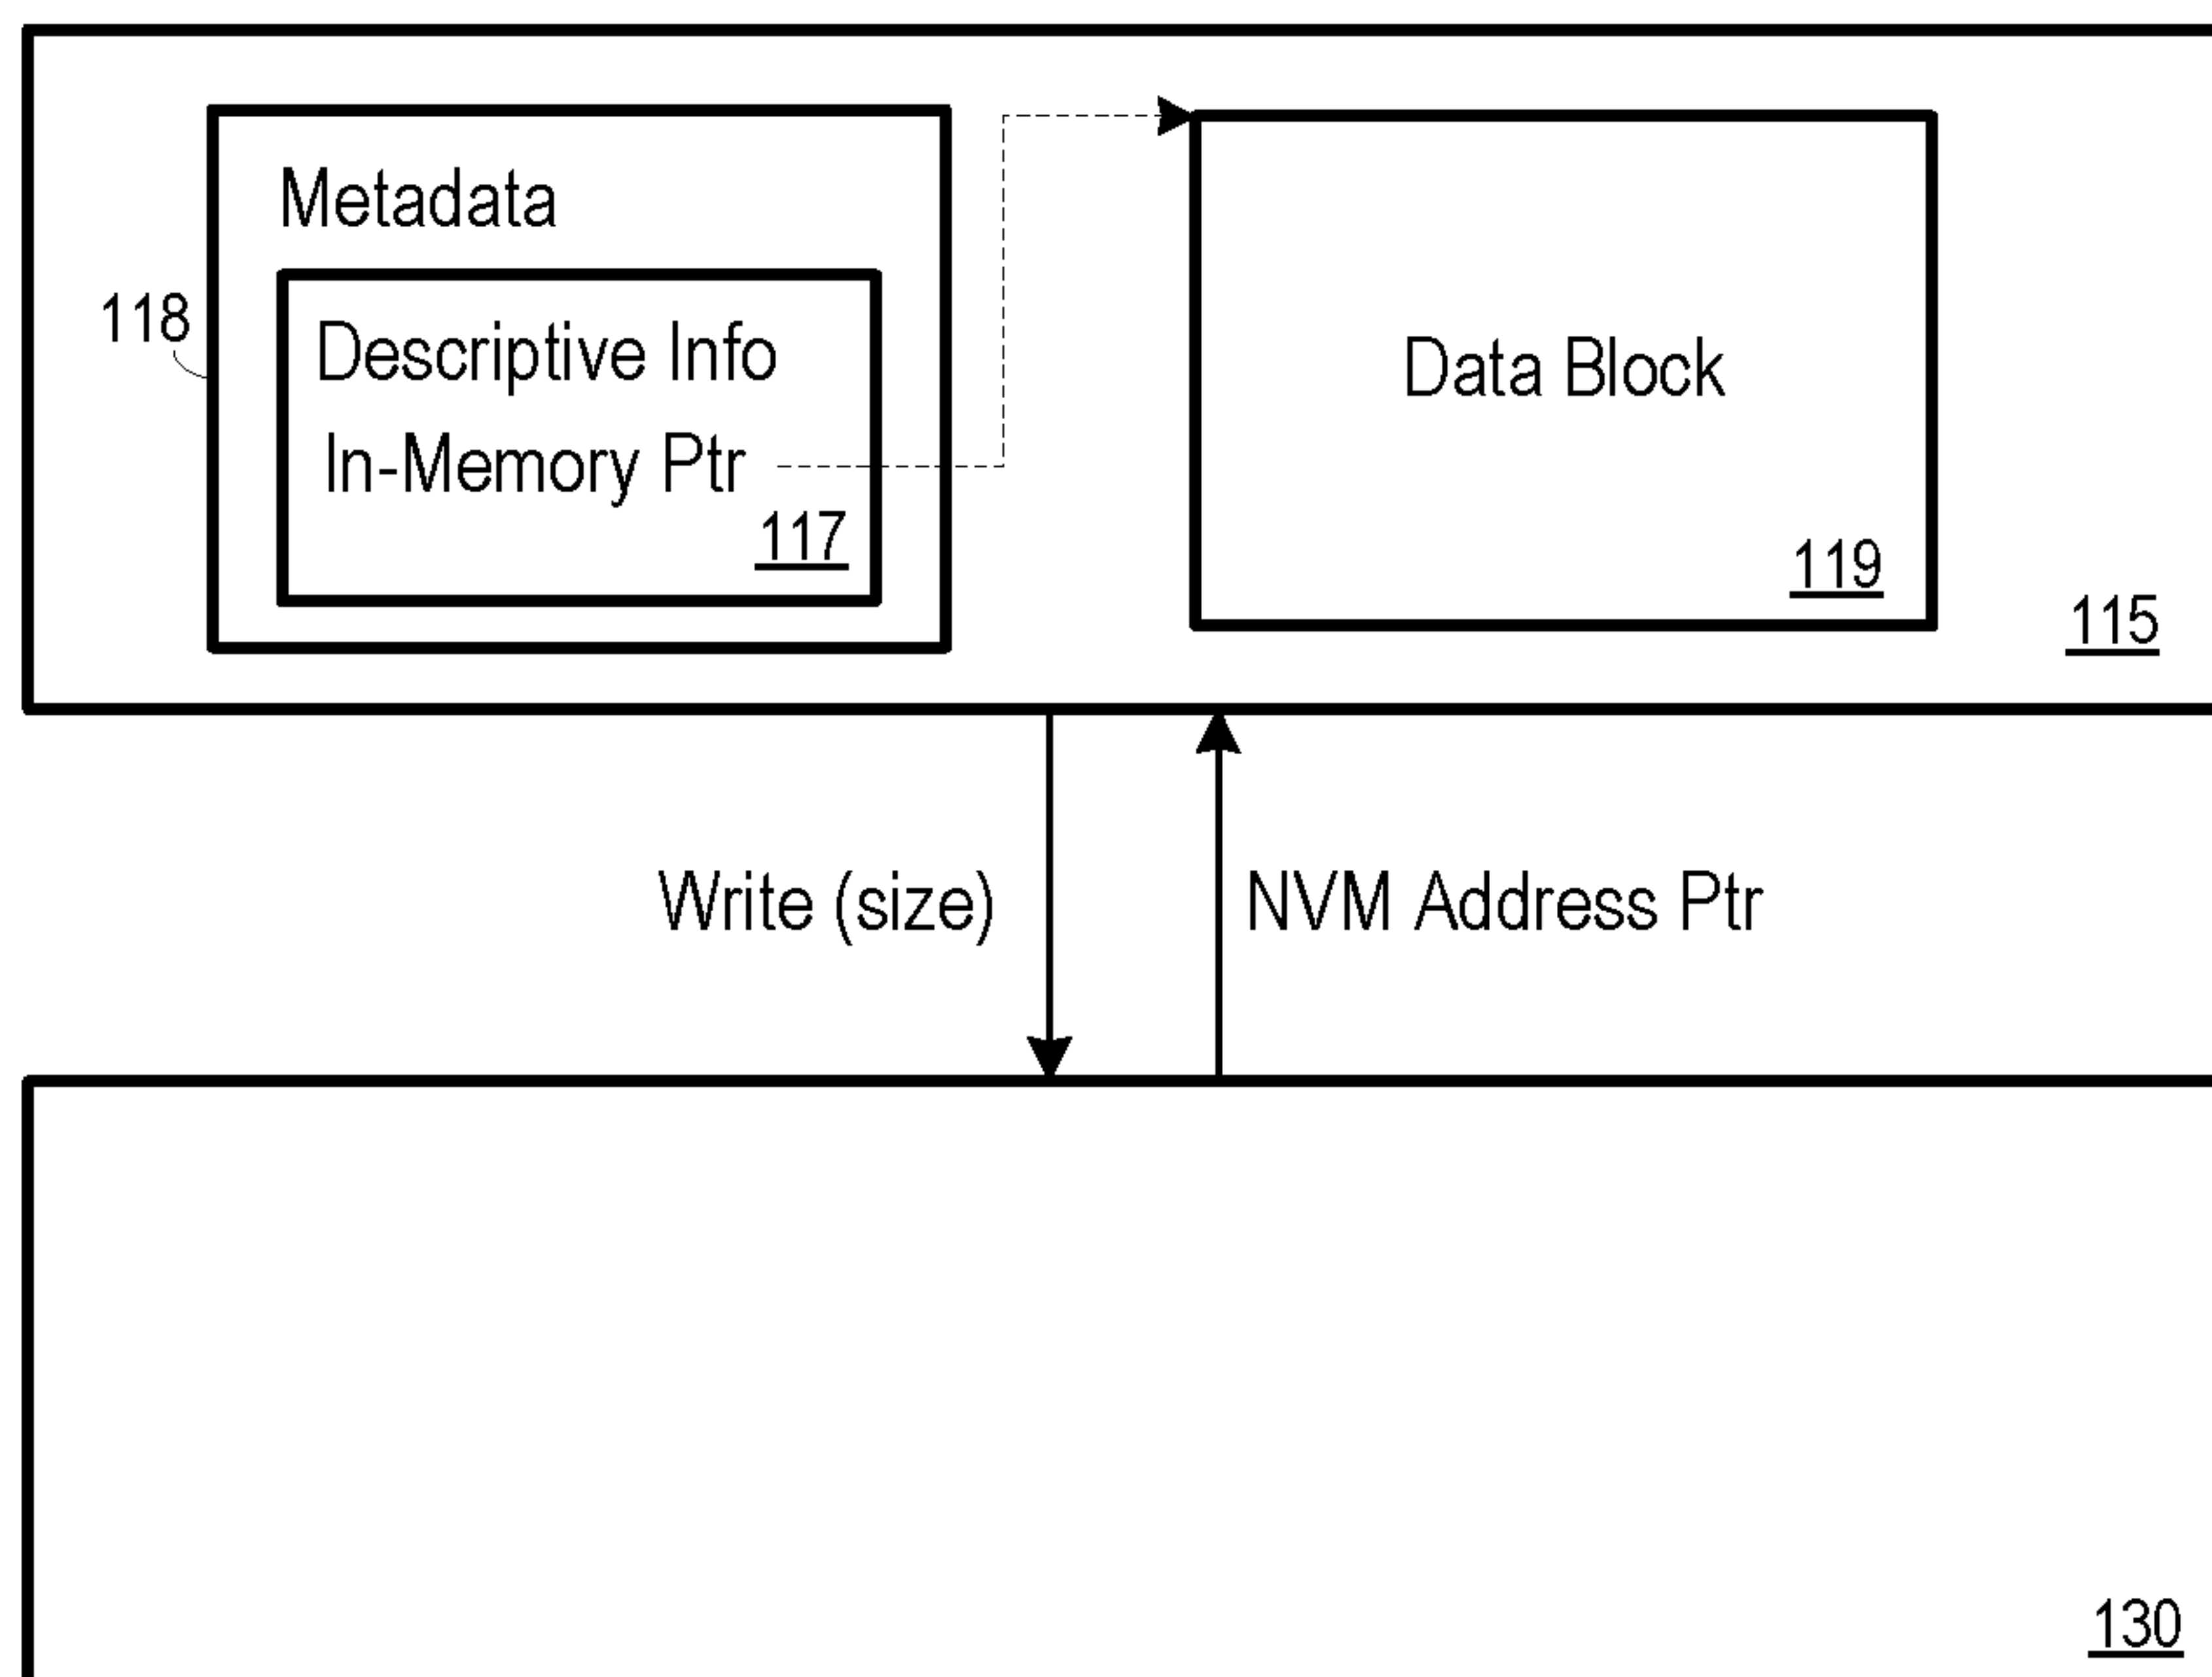 Metadata
118
Descriptive Info
In-Memory Ptr
117
Data Block
119
115
Write (size)
NVM Address Ptr
130